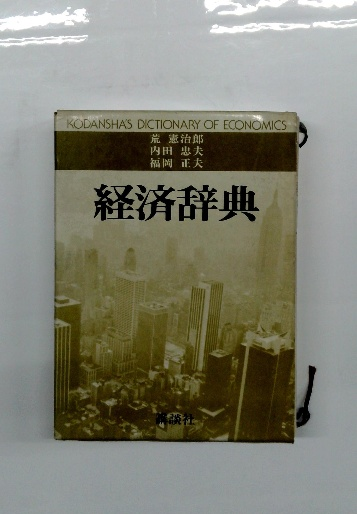 KODANSHA'S DICTIONARY OF ECONOMICS
荒 憲治郎
内田 忠夫
福岡 正夫
経済辞典
講談社